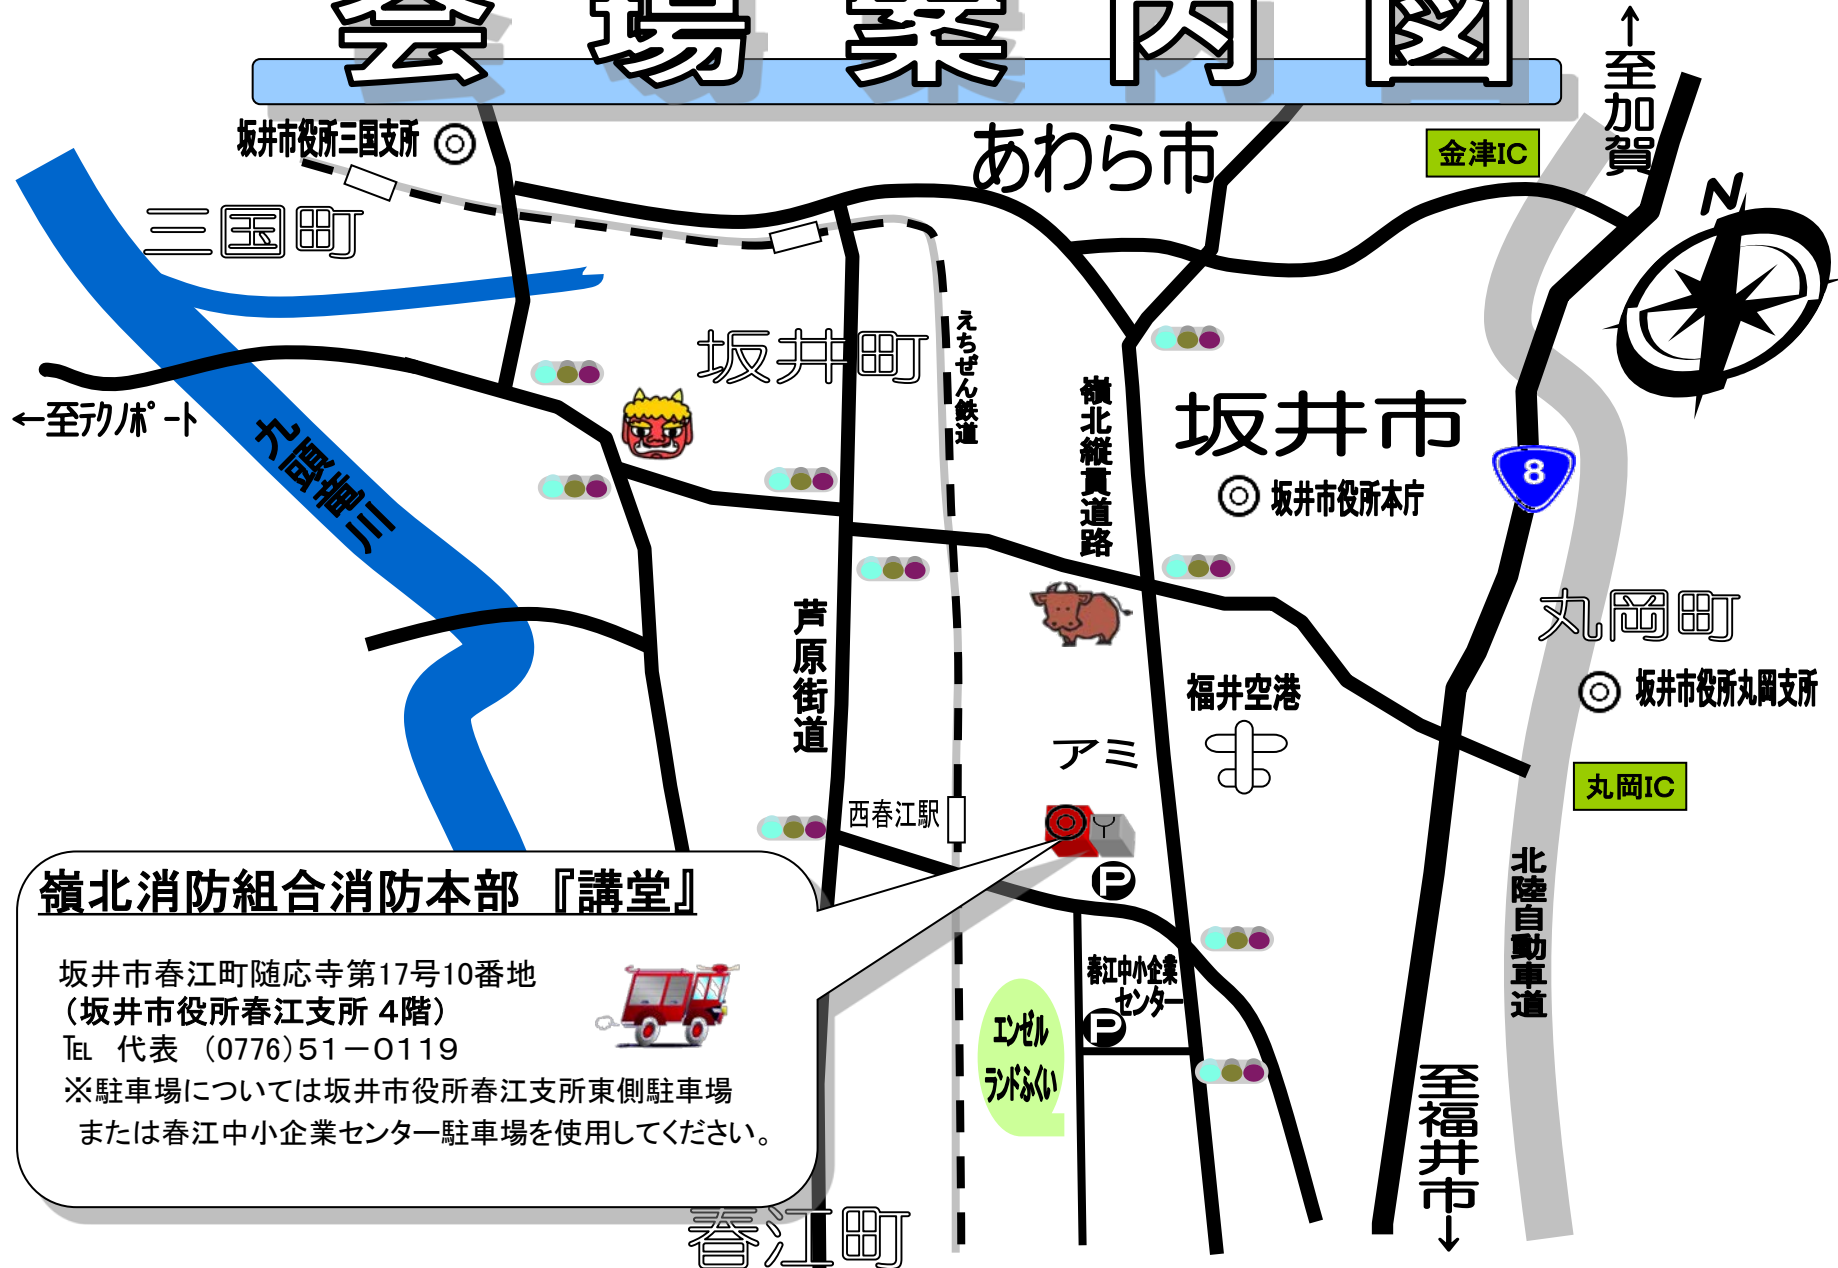 会場案内図
↑至加賀
坂井市役所三国支所
あわら市
金津IC
N
三国町
坂井町
えちぜん鉄道
嶺北縦貫道路
坂井市
坂井市役所本庁
8
←至テクノポート
九頭竜川
芦原街道
丸岡町
坂井市役所丸岡支所
福井空港
アミ
丸岡IC
西春江駅
P
北陸自動車道
嶺北消防組合消防本部 『講堂』
坂井市春江町随応寺第17号10番地
（坂井市役所春江支所 4階）
℡ 代表 （0776）51－0119
※駐車場については坂井市役所春江支所東側駐車場
または春江中小企業センター駐車場を使用してください。
春江中小企業
センター
P
エンゼル
ランドふくい
至福井市↓
春江町